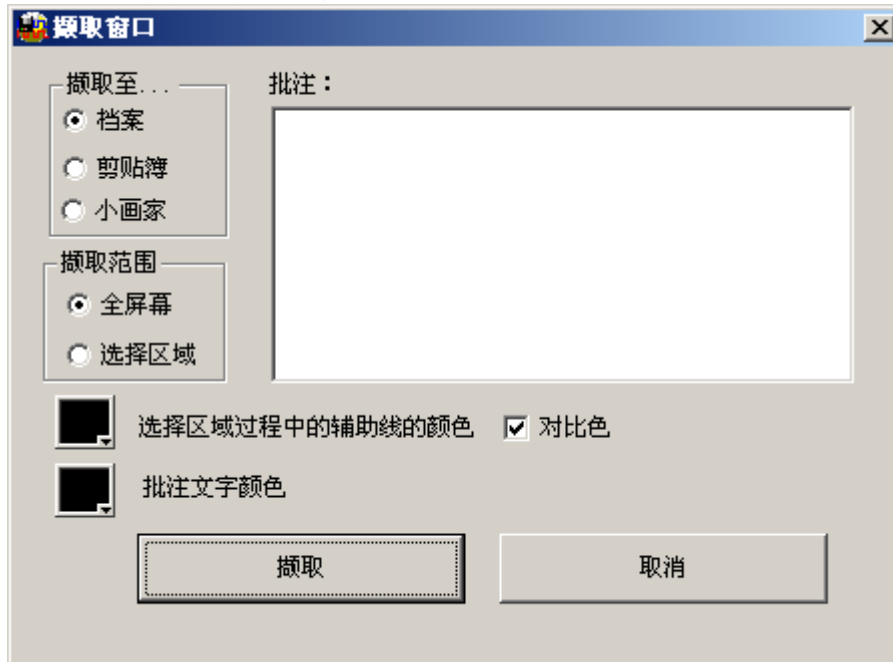 撷取窗口
撷取至...
档案
剪贴簿
小画家
批注：
撷取范围
全屏幕
选择区域
选择区域过程中的辅助线的颜色
对比色
批注文字颜色
撷取
取消